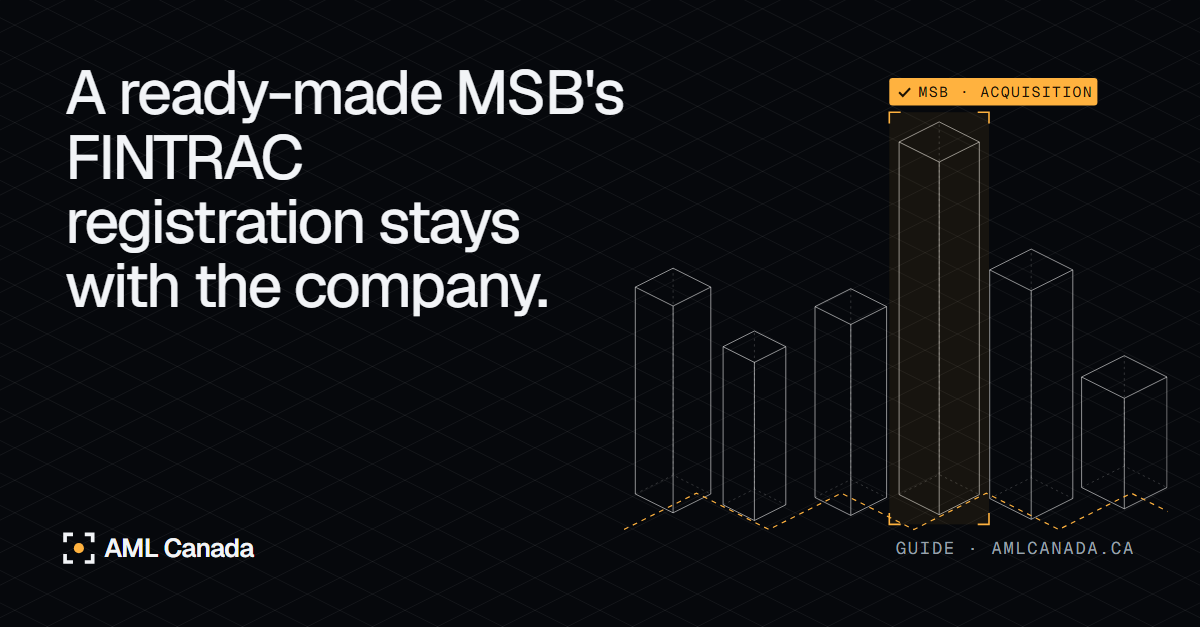 A ready-made MSB's
FINTRAC
registration stays
with the company.
✓ MSB · ACQUISITION
AML Canada
GUIDE · AMLCANADA.CA